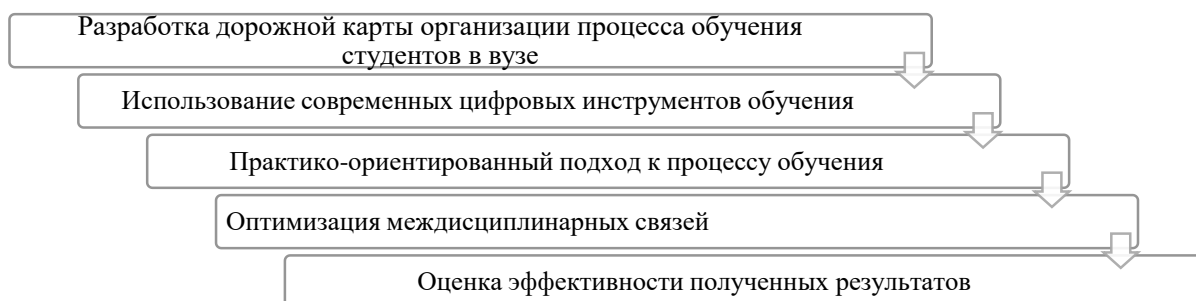 Разработка дорожной карты организации процесса обучения
студентов в вузе
Использование современных цифровых инструментов обучения
Практико-ориентированный подход к процессу обучения
Оптимизация междисциплинарных связей
Оценка эффективности полученных результатов